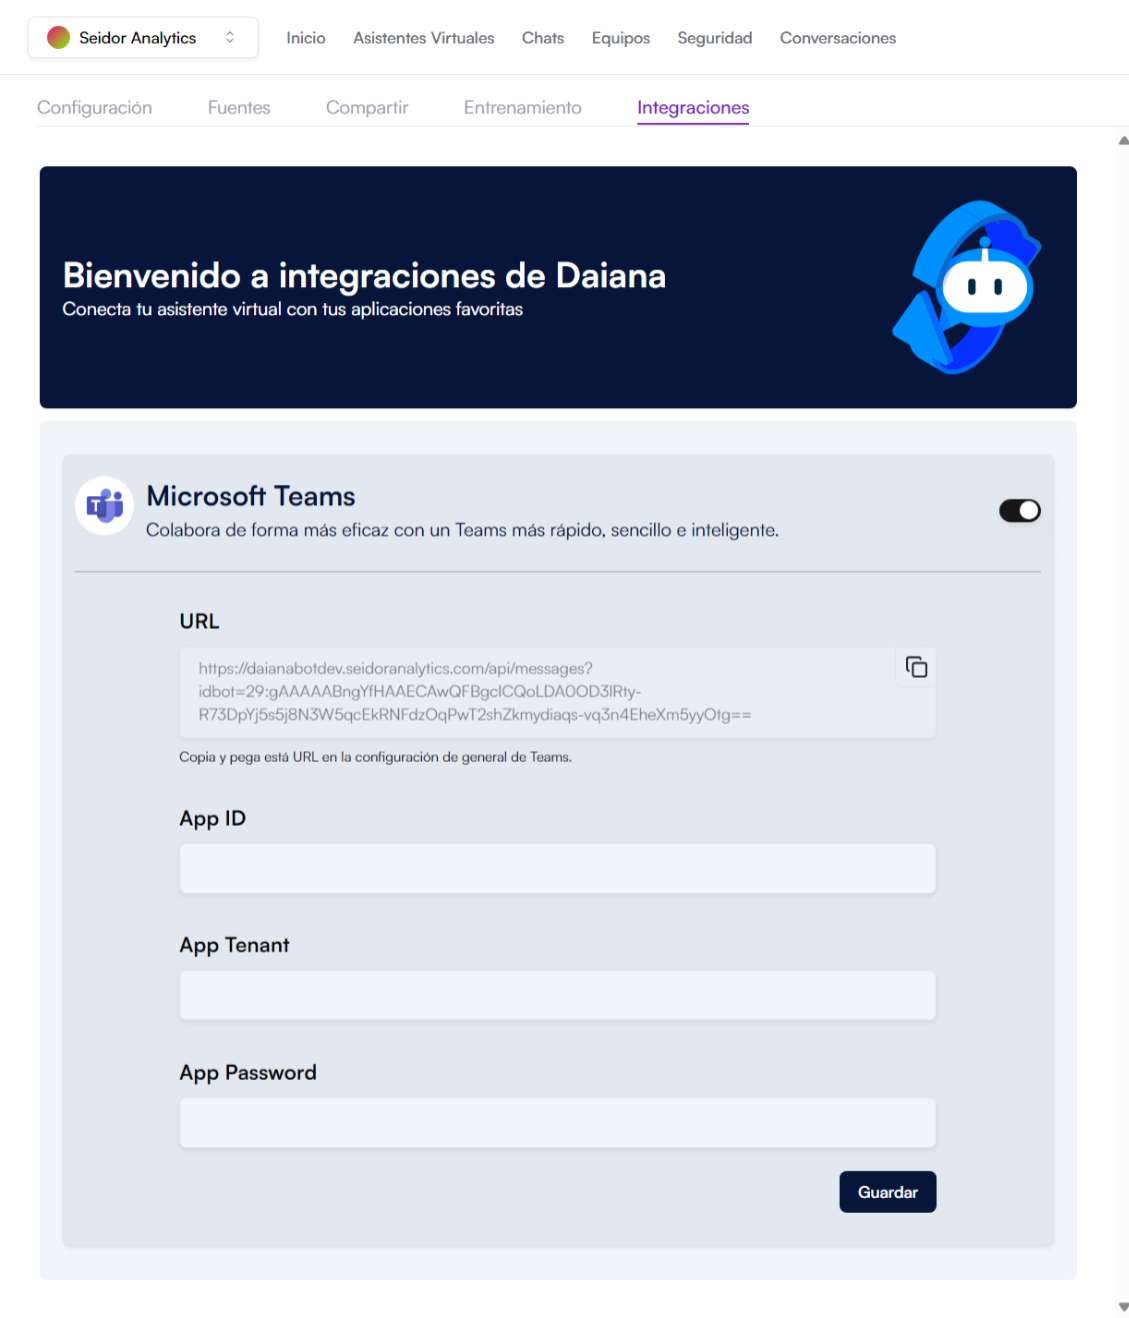 Seidor Analytics
Inicio
Asistentes Virtuales
Chats
Equipos
Seguridad
Conversaciones
Configuración
Fuentes
Compartir
Entrenamiento
Integraciones
Bienvenido a integraciones de Daiana
Conecta tu asistente virtual con tus aplicaciones favoritas
T
Microsoft Teams
Colabora de forma más eficaz con un Teams más rápido, sencillo e inteligente.
URL
https://daianabotdev.seidoranalytics.com/api/messages?
R73DpYj5s5j8N3W5qcEkRNFdzOqPwT2shZkmydiaqs-vq3n4EheXm5yyOtg==
Copia y pega está URL en la configuración de general de Teams.
App ID
App Tenant
App Password
Guardar